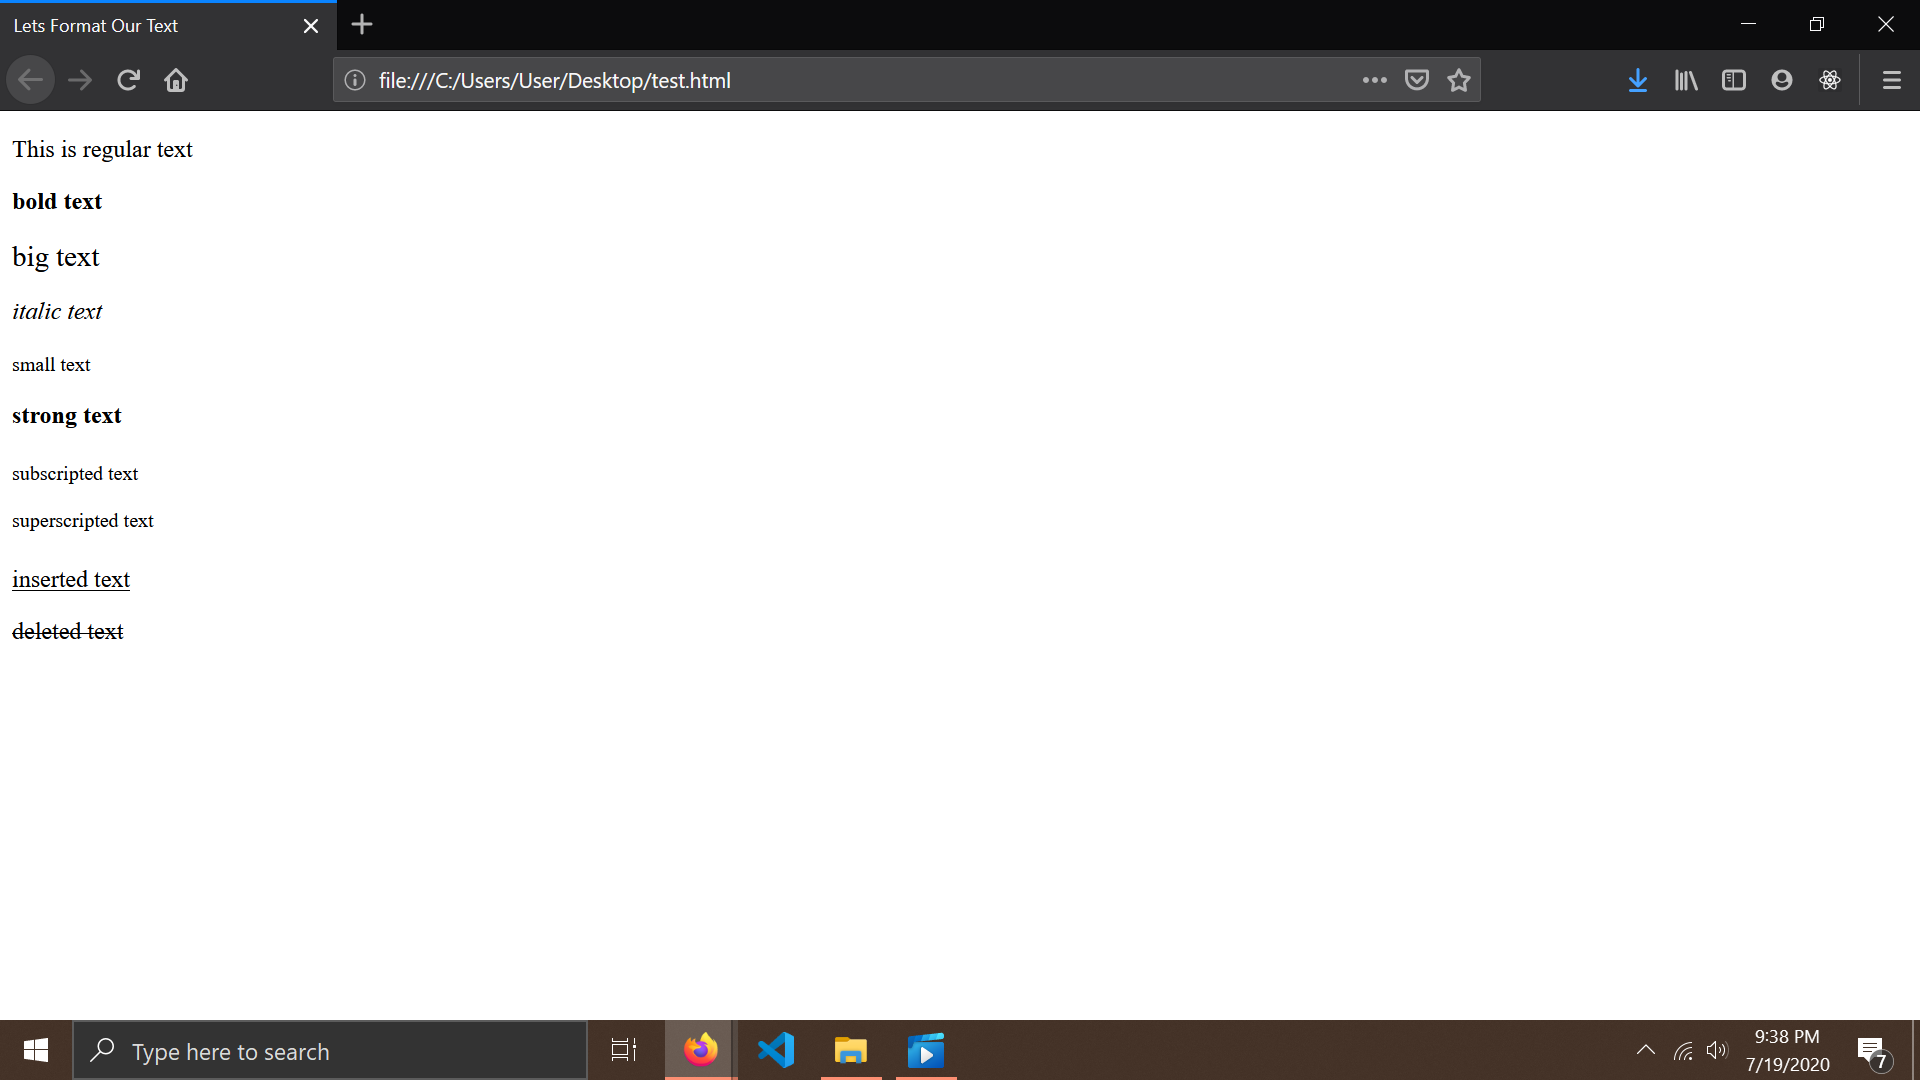 Lets Format Our Text
file:///C:/Users/User/Desktop/test.html
This is regular text
bold text
big text
italic text
small text
strong text
subscripted text
superscripted text
inserted text
deleted text
Type here to search
9:38 PM
7/19/2020
7